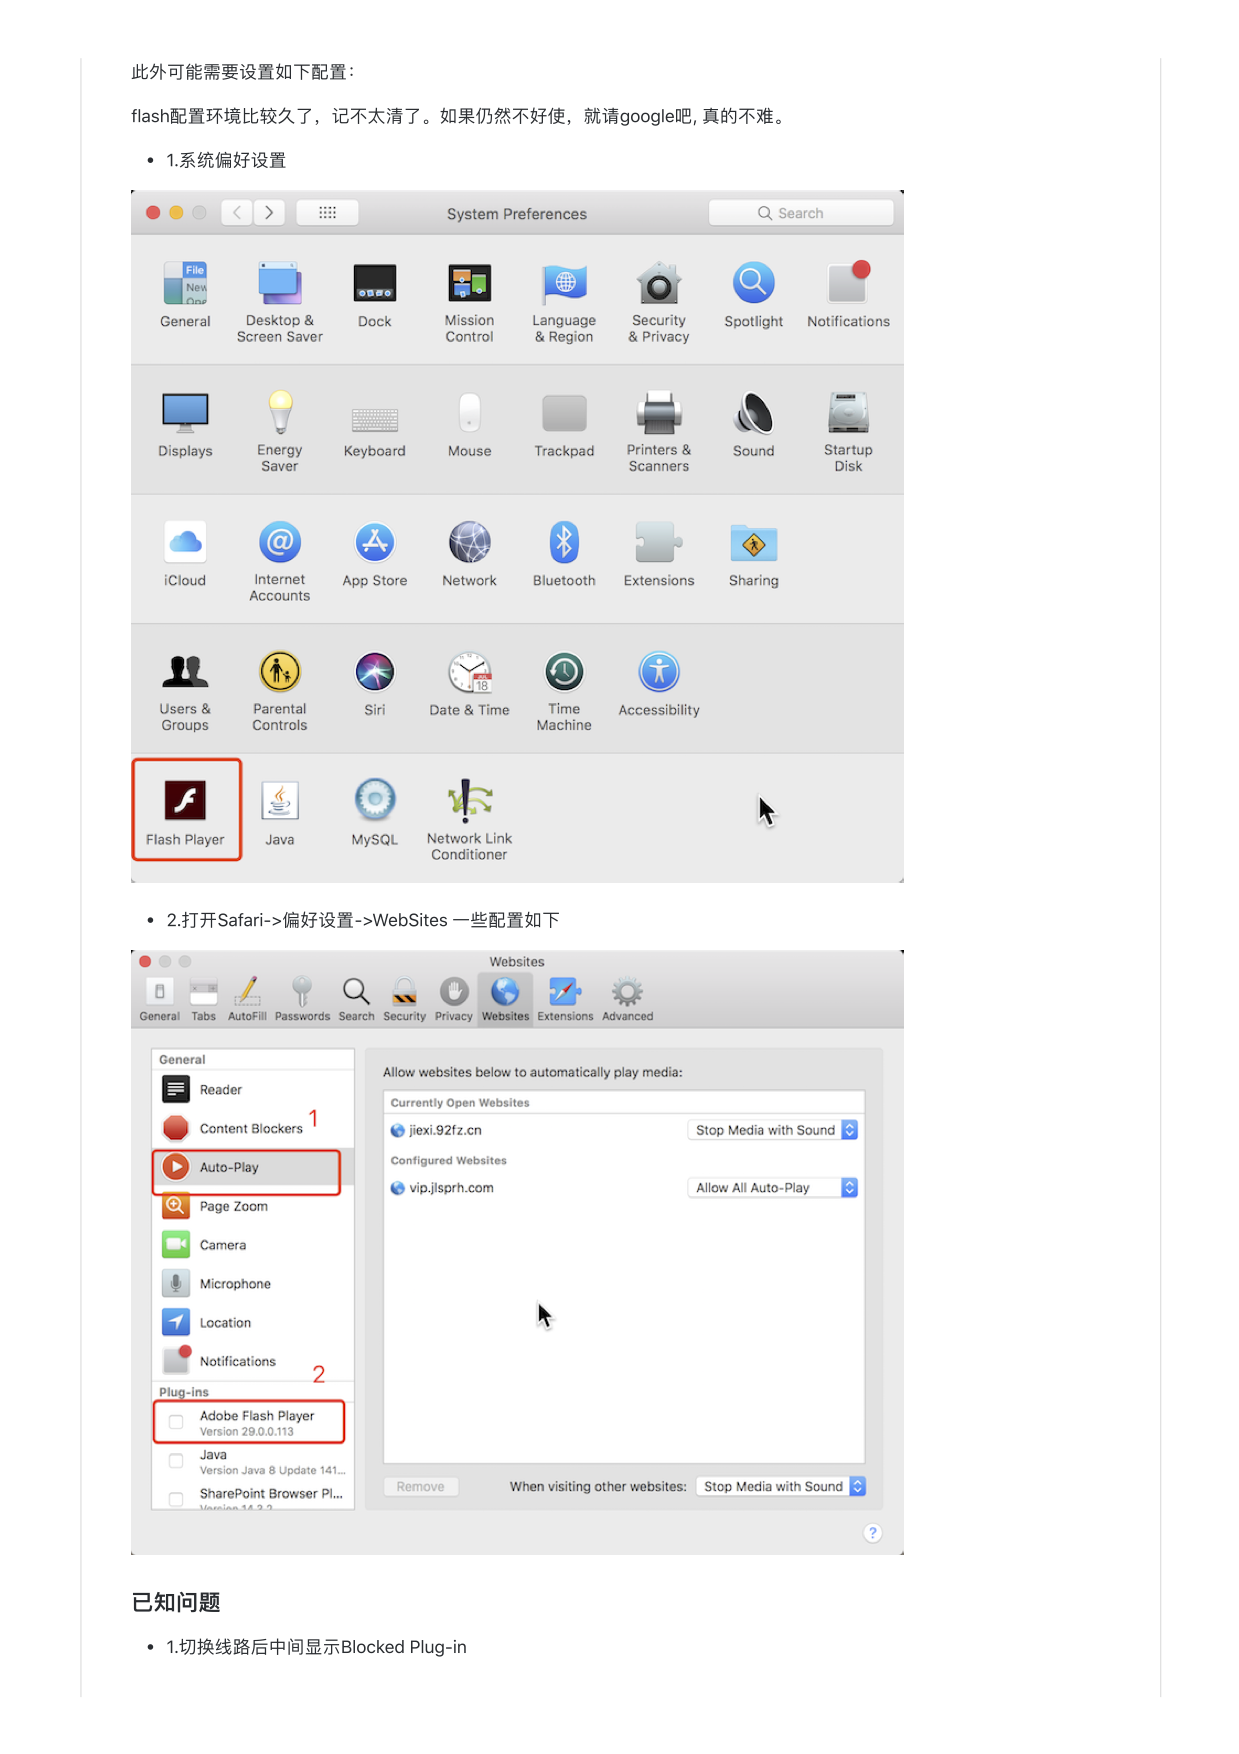 此外可能需要设置如下配置：
flash配置环境比较久了，记不太清了。如果仍然不好使，就请google吧, 真的不难。
• 1.系统偏好设置
System Preferences
Search
File
New
One
General
Desktop &
Screen Saver
Dock
Mission
Control
Language
& Region
Security
& Privacy
Spotlight
Notifications
Displays
Energy
Saver
Keyboard
Mouse
Trackpad
Printers &
Scanners
Sound
Startup
Disk
iCloud
Internet
Accounts
App Store
Network
Bluetooth
Extensions
Sharing
Users &
Groups
Parental
Controls
Siri
JUL
18
Date & Time
Time
Machine
Accessibility
Flash Player
Java
MySQL
Network Link
Conditioner
• 2.打开Safari->偏好设置->WebSites 一些配置如下
Websites
General Tabs AutoFill Passwords Search Security Privacy Websites Extensions Advanced
General
Reader
Content Blockers
1
Auto-Play
Page Zoom
Camera
Microphone
Location
Notifications
2
Plug-ins
Adobe Flash Player
Version 29.0.0.113
Java
Version Java 8 Update 141...
SharePoint Browser Pl...
Version 14.2.2
Allow websites below to automatically play media:
Currently Open Websites
jiexi.92fz.cn Stop Media with Sound
Configured Websites
vip.jlsprh.com Allow All Auto-Play
Remove
When visiting other websites: Stop Media with Sound
?
已知问题
• 1.切换线路后中间显示Blocked Plug-in